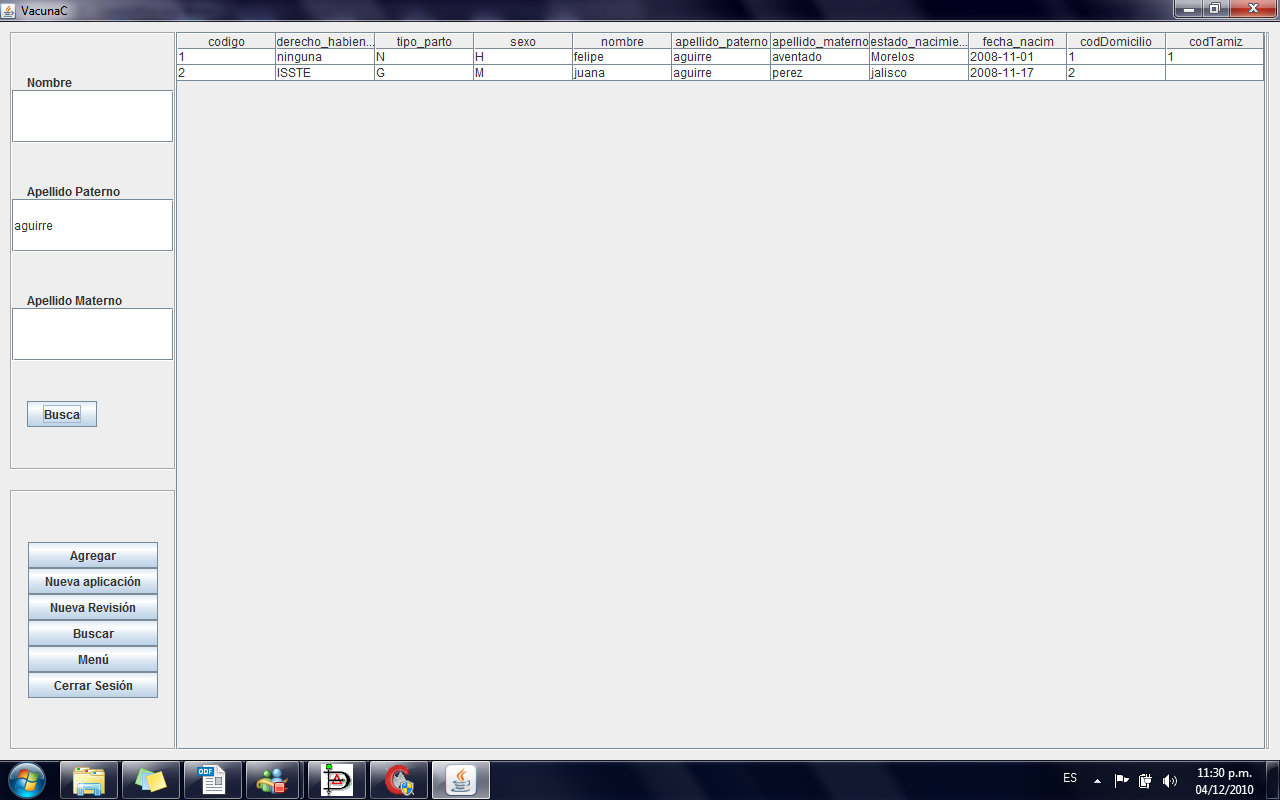 VacunaC
Nombre
Apellido Paterno
aguirre
Apellido Materno
Busca
Agregar
Nueva aplicación
Nueva Revisión
Buscar
Menú
Cerrar Sesión
codigo derecho_habien... tipo_parto sexo nombre apellido_paterno apellido_materno estado_nacimie... fecha_nacim codDomicilio codTamiz
1 ninguna N H felipe aguirre aventado Morelos 2008-11-01 1 1
2 ISSTE G M juana aguirre perez jalisco 2008-11-17 2
ODF
ES
11:30 p.m.
04/12/2010